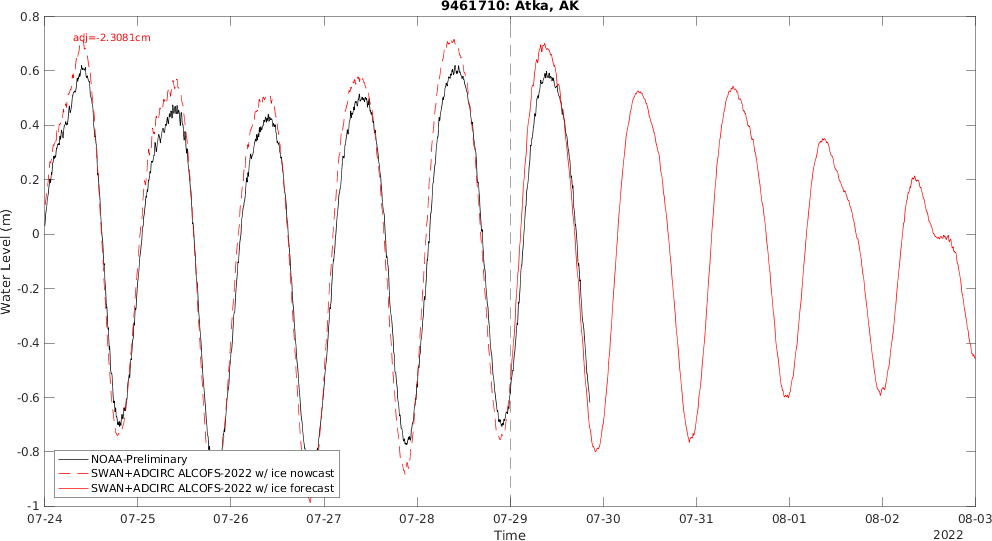 9461710: Atka, AK
adj=-2.3081cm
0.8
0.6
0.4
0.2
0
-0.2
-0.4
-0.6
-0.8
-1
Water Level (m)
NOAA-Preliminary
SWAN+ADCIRC ALCOFS-2022 w/ ice nowcast
SWAN+ADCIRC ALCOFS-2022 w/ ice forecast
07-24 07-25 07-26 07-27 07-28 07-29 07-30 07-31 08-01 08-02 08-03
Time
2022